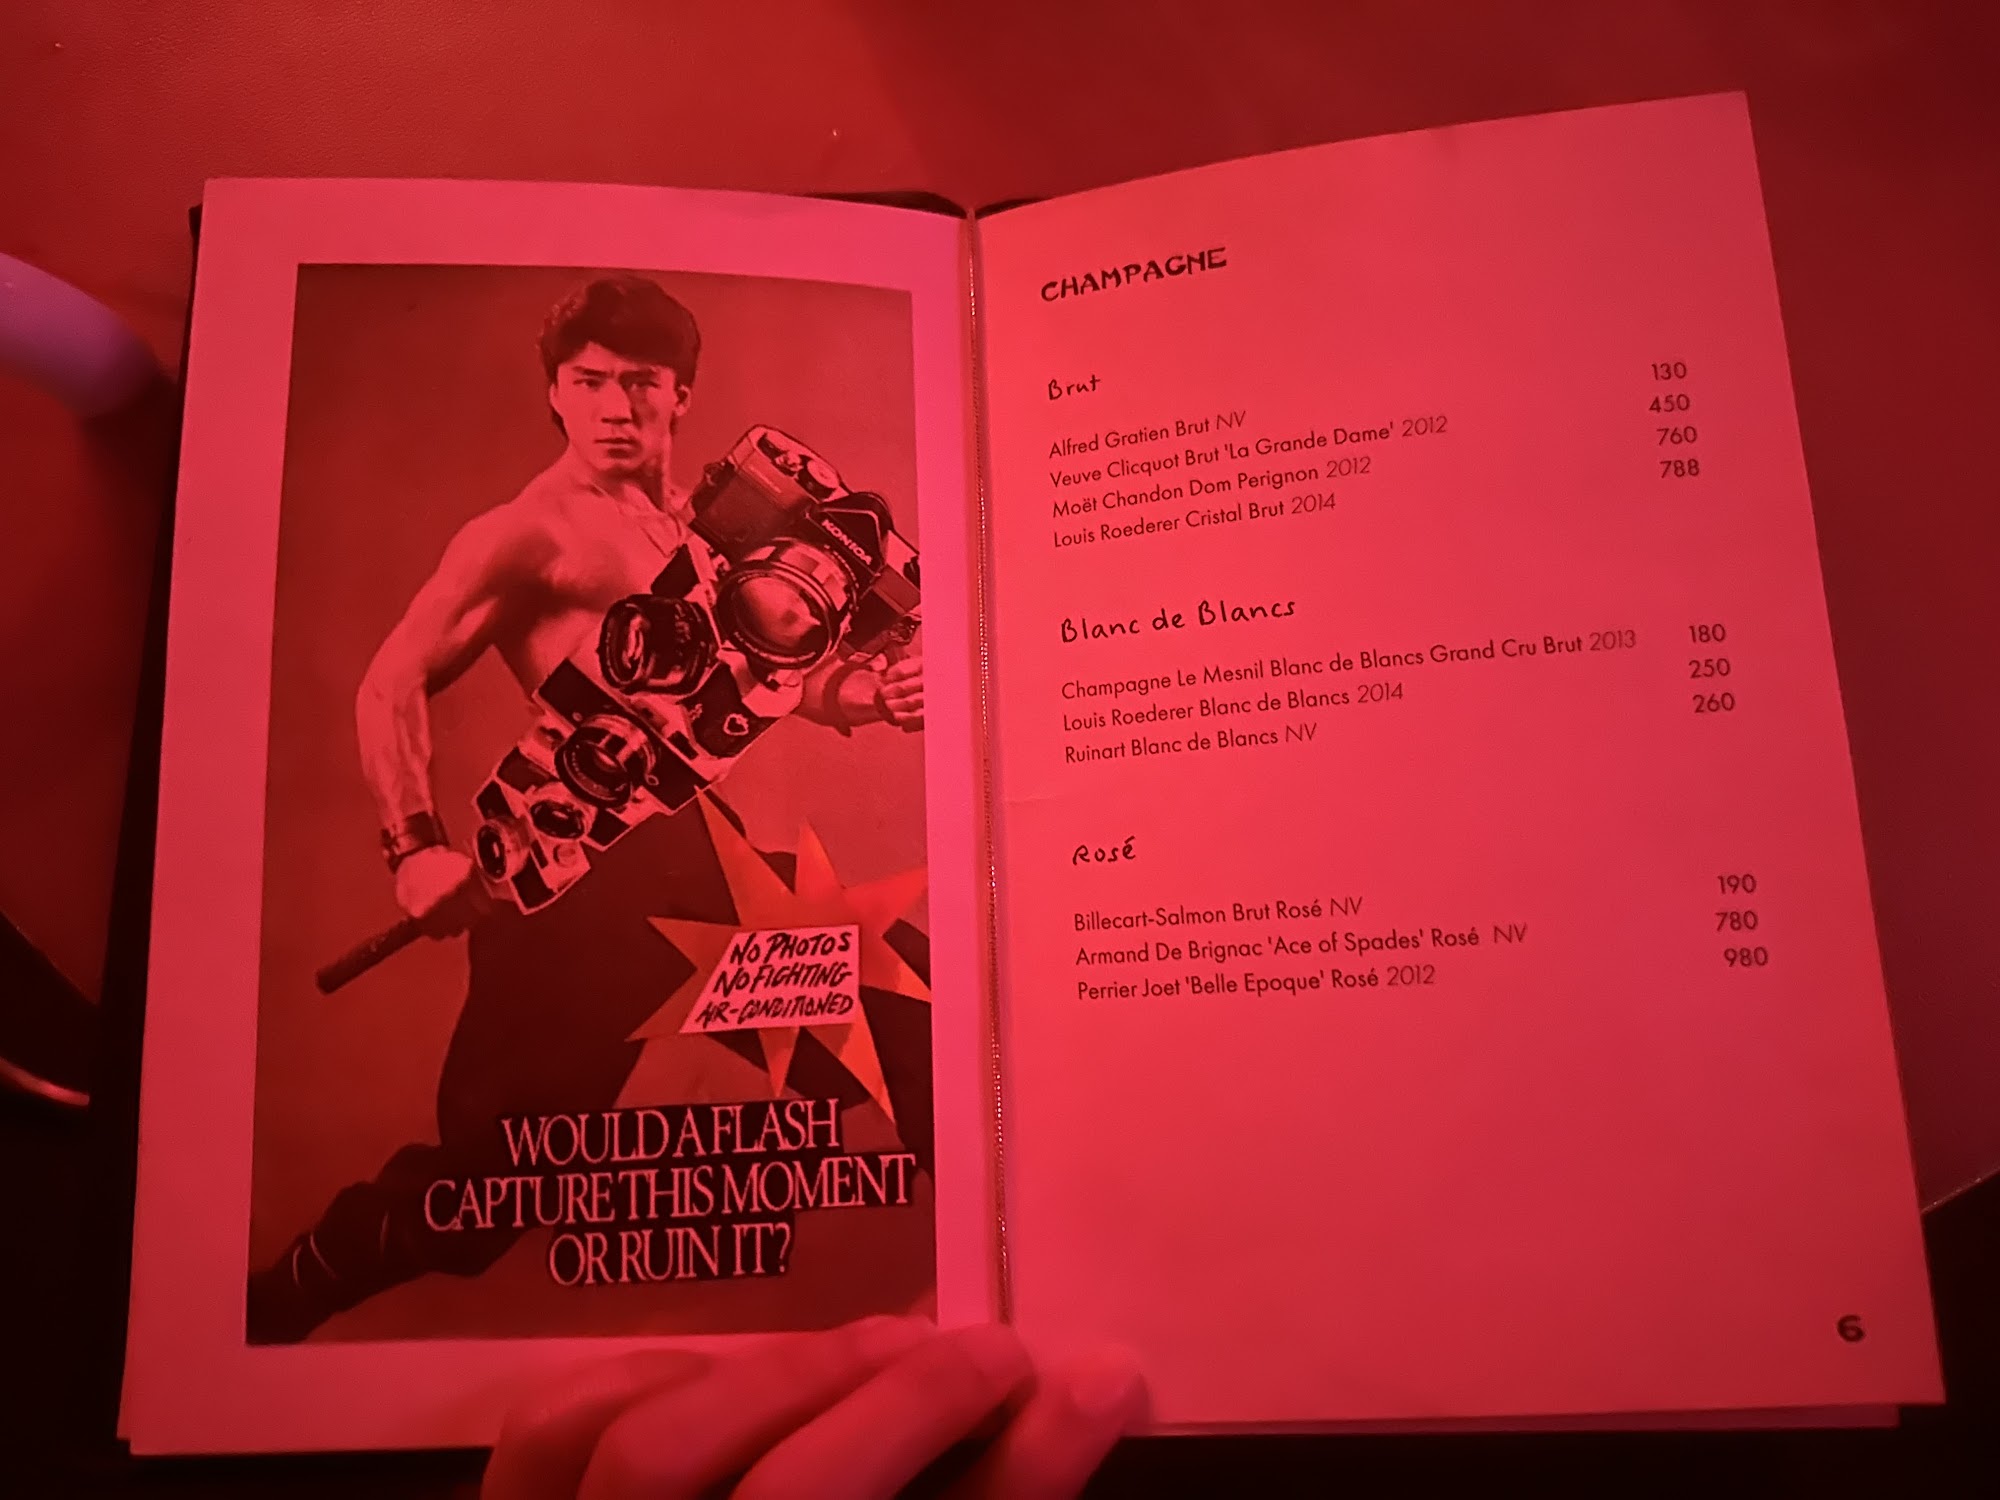 KONICA
NO PHOTOS
NO FIGHTING
AIR-CONDITIONED
WOULD A FLASH
CAPTURE THIS MOMENT
OR RUIN IT?
CHAMPAGNE
Brut
Alfred Gratien Brut NV 130
Veuve Clicquot Brut 'La Grande Dame' 2012 450
Moët Chandon Dom Perignon 2012 760
Louis Roederer Cristal Brut 2014 788
Blanc de Blancs
Champagne Le Mesnil Blanc de Blancs Grand Cru Brut 2013 180
Louis Roederer Blanc de Blancs 2014 250
Ruinart Blanc de Blancs NV 260
Rosé
Billecart-Salmon Brut Rosé NV 190
Armand De Brignac 'Ace of Spades' Rosé NV 780
Perrier Joet 'Belle Epoque' Rosé 2012 980
6